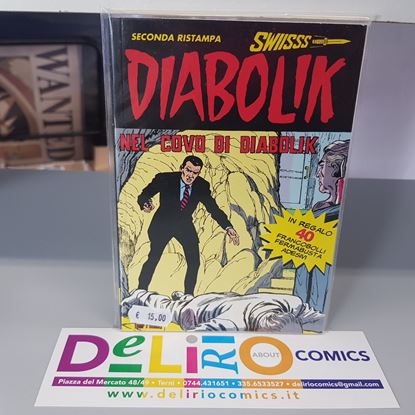 SECONDA RISTAMPA
SWIISSS
DIABOLIK
NEL COVO DI DIABOLIK
WANTED
IN REGALO
40
FRANCOBOLLI
FERMABUSTA
ADESIVI
€ 15,00
DeLiRiO ABOUT COMICS
Piazza del Mercato 48/49 • Terni • 0744.431651 • 335.6533527 • deliriocomics@gmail.com
www.deliriocomics.it